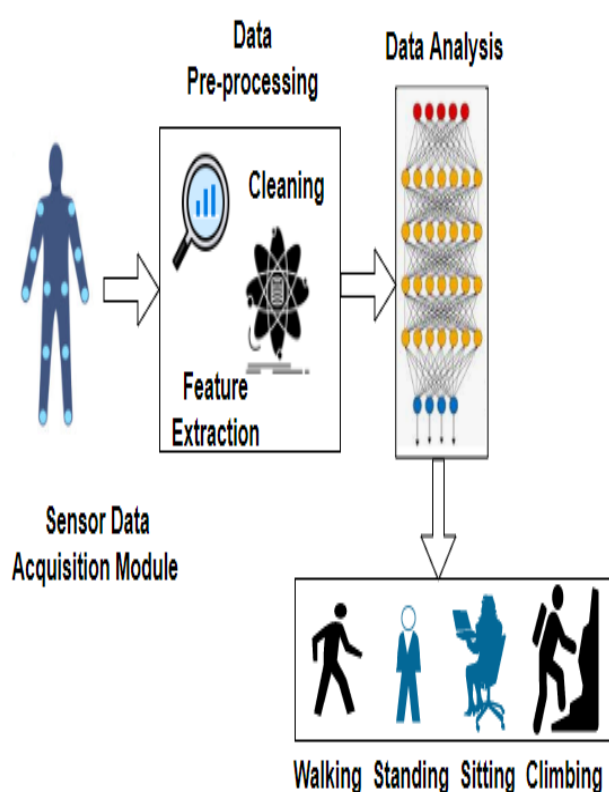 Data
Pre-processing
Data Analysis
Cleaning
Feature
Extraction
Sensor Data
Acquisition Module
Walking Standing Sitting Climbing